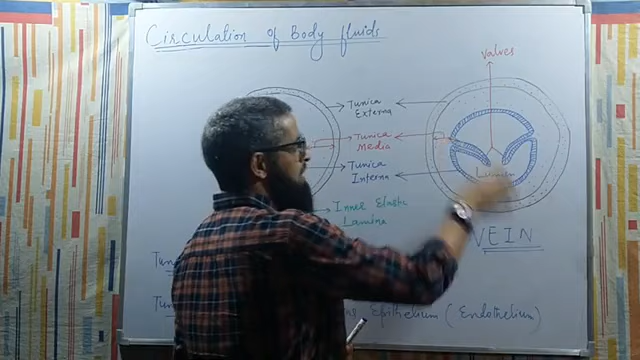 Circulation of Body fluids
Valves
Tunica
Externa
Tunica
Media
Tunica
Interna
Lumen
Inner Elastic
Lamina
VEIN
Epithelium (Endothelium)